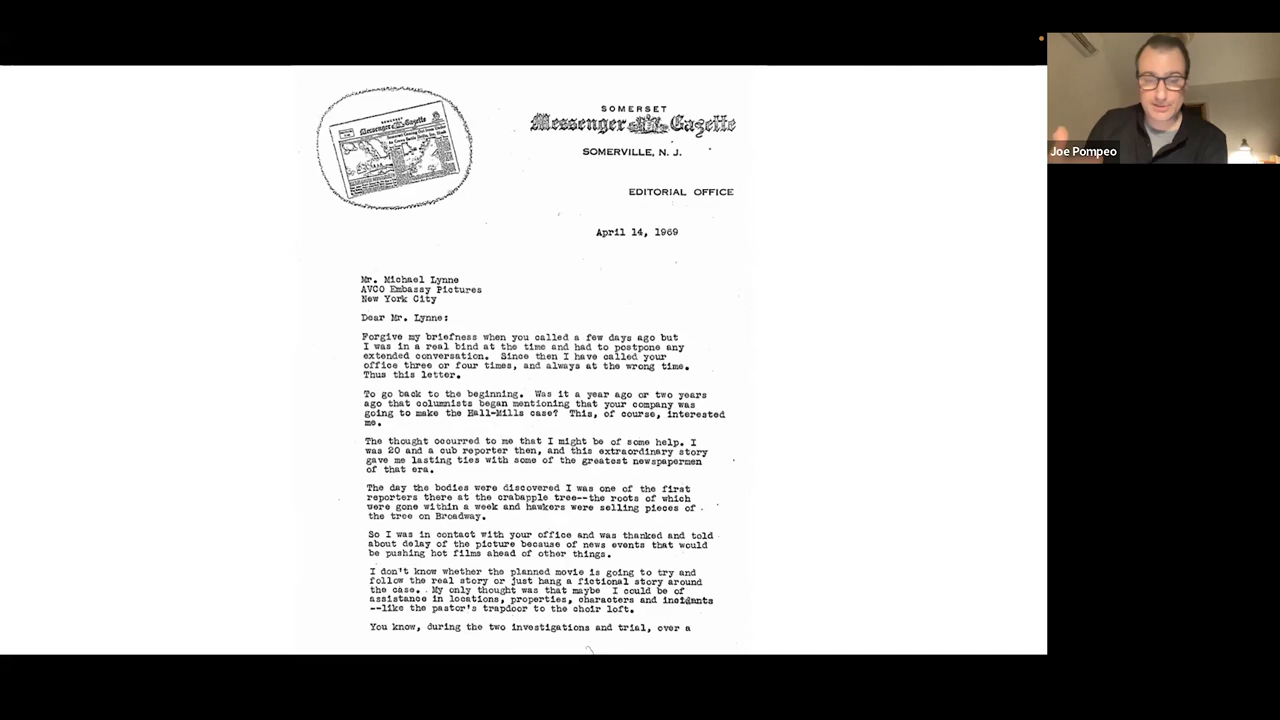 SOMERSET
Messenger Gazette
SOMERVILLE, N. J.
EDITORIAL OFFICE
April 14, 1969
Mr. Michael Lynne
AVCO Embassy Pictures
New York City
Dear Mr. Lynne:
Forgive my briefness when you called a few days ago but
I was in a real bind at the time and had to postpone any
extended conversation. Since then I have called your
office three or four times, and always at the wrong time.
Thus this letter.
To go back to the beginning. Was it a year ago or two years
ago that columnists began mentioning that your company was
going to make the Hall-Mills case? This, of course, interested
me.
The thought occurred to me that I might be of some help. I
was 20 and a cub reporter then, and this extraordinary story
gave me lasting ties with some of the greatest newspapermen
of that era.
The day the bodies were discovered I was one of the first
reporters there at the crabapple tree--the roots of which
were gone within a week and hawkers were selling pieces of
the tree on Broadway.
So I was in contact with your office and was thanked and told
about delay of the picture because of news events that would
be pushing hot films ahead of other things.
I don't know whether the planned movie is going to try and
follow the real story or just hang a fictional story around
the case. My only thought was that maybe I could be of
assistance in locations, properties, characters and incidents
--like the pastor's trapdoor to the choir loft.
You know, during the two investigations and trial, over a
Joe Pompeo